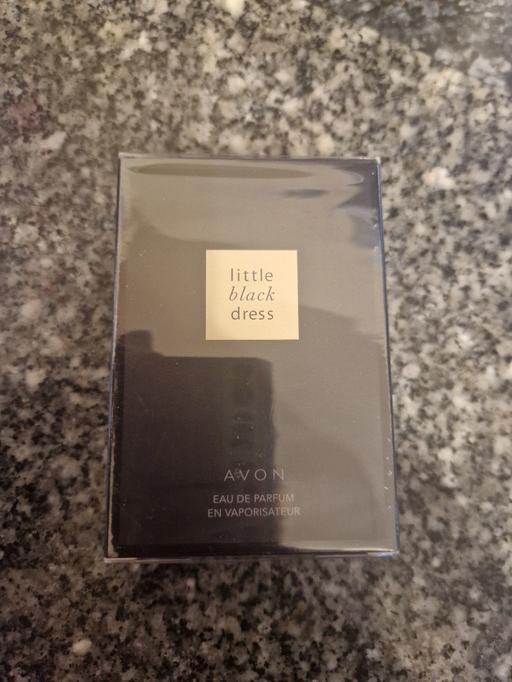 little
black
dress
AVON
EAU DE PARFUM
EN VAPORISATEUR